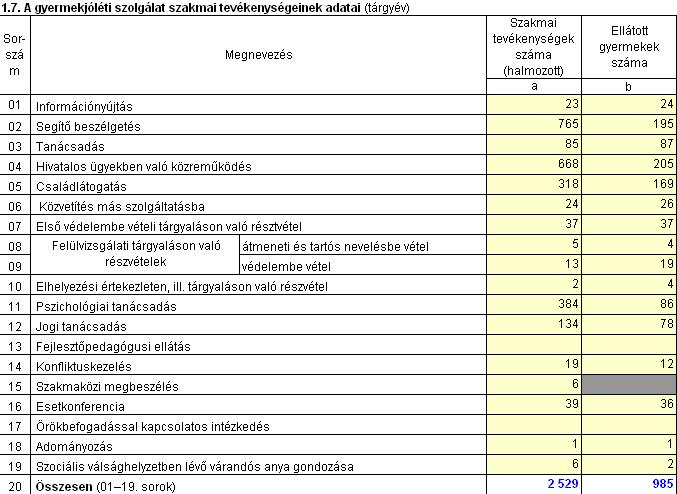 1.7. A gyermekjóléti szolgálat szakmai tevékenységeinek adatai (tárgyév)
Sor-szá m Megnevezés Szakmai tevékenységek száma (halmozott) Ellátott gyermekek száma
a b
01 Információnyújtás 23 24
02 Segítő beszélgetés 765 195
03 Tanácsadás 85 87
04 Hivatalos ügyekben való közreműködés 668 205
05 Családlátogatás 318 169
06 Közvetítés más szolgáltatásba 24 26
07 Első védelembe vételi tárgyaláson való résztvétel 37 37
08 Felülvizsgálati tárgyaláson való részvételek átmeneti és tartós nevelésbe vétel 5 4
09 védelembe vétel 13 19
10 Elhelyezési értekezleten, ill. tárgyaláson való részvétel 2 4
11 Pszichológiai tanácsadás 384 86
12 Jogi tanácsadás 134 78
13 Fejlesztőpedagógusi ellátás
14 Konfliktuskezelés 19 12
15 Szakmaközi megbeszélés 6
16 Esetkonferencia 39 36
17 Örökbefogadással kapcsolatos intézkedés
18 Adományozás 1 1
19 Szociális válsághelyzetben lévő várandós anya gondozása 6 2
20 Összesen (01–19. sorok) 2 529 985